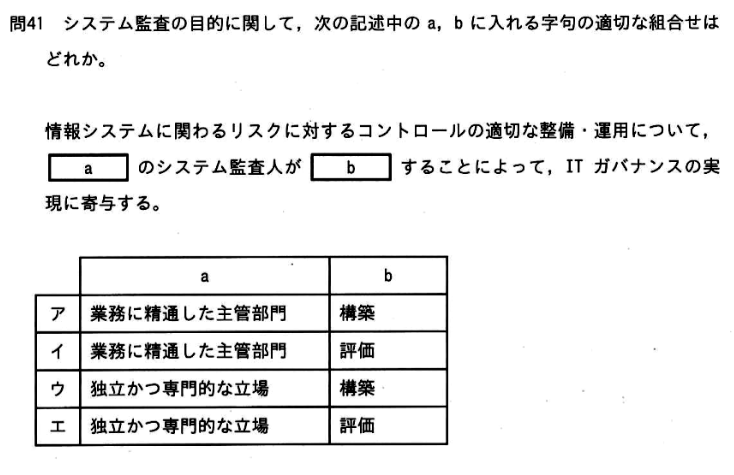 問41 システム監査の目的に関して，次の記述中の a，b に入れる字句の適切な組合せは
どれか。
情報システムに関わるリスクに対するコントロールの適切な整備・運用について，
a のシステム監査人が b することによって，IT ガバナンスの実
現に寄与する。
a b
ア 業務に精通した主管部門 構築
イ 業務に精通した主管部門 評価
ウ 独立かつ専門的な立場 構築
エ 独立かつ専門的な立場 評価